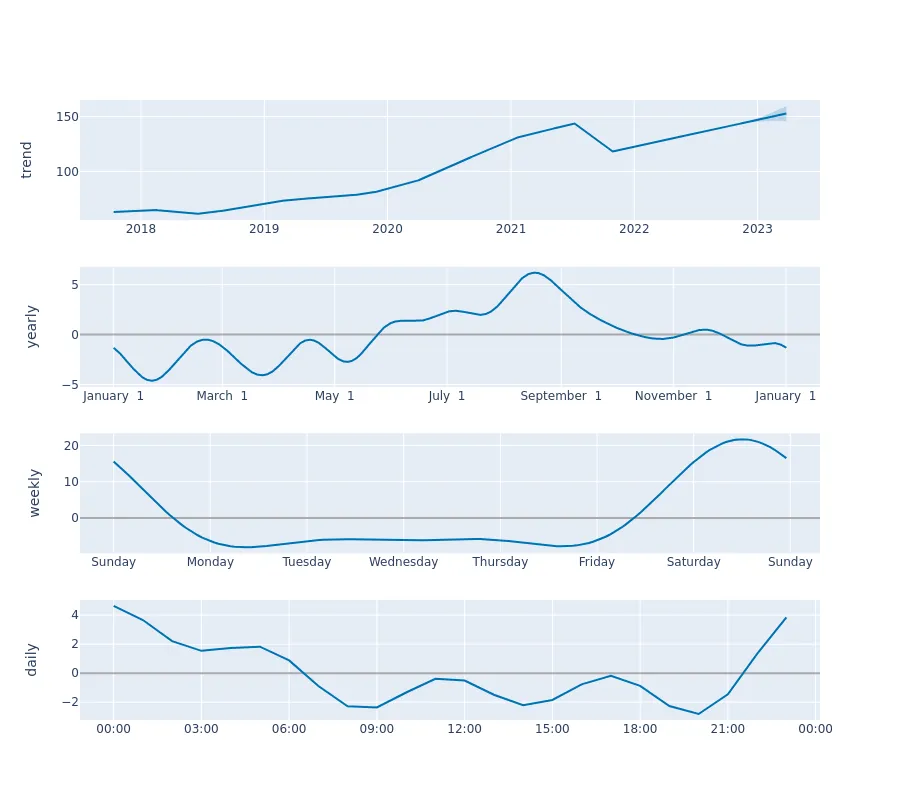 trend
150
100
2018 2019 2020 2021 2022 2023
yearly
5
0
−5
January 1 March 1 May 1 July 1 September 1 November 1 January 1
weekly
20
10
0
Sunday Monday Tuesday Wednesday Thursday Friday Saturday Sunday
daily
4
2
0
−2
00:00 03:00 06:00 09:00 12:00 15:00 18:00 21:00 00:00